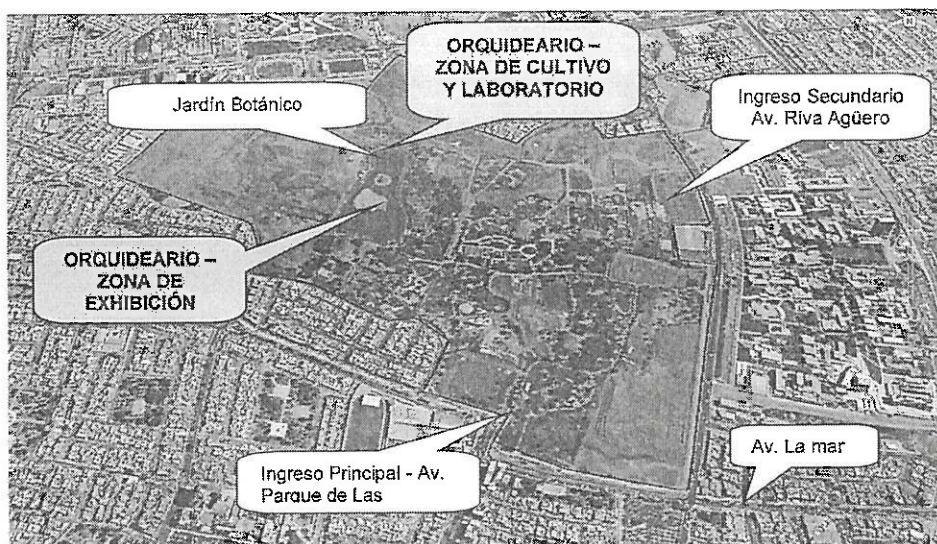 ORQUIDEARIO –
ZONA DE CULTIVO
Y LABORATORIO
Jardín Botánico
Ingreso Secundario
Av. Riva Agüero
ORQUIDEARIO –
ZONA DE
EXHIBICIÓN
Ingreso Principal - Av.
Parque de Las
Av. La mar